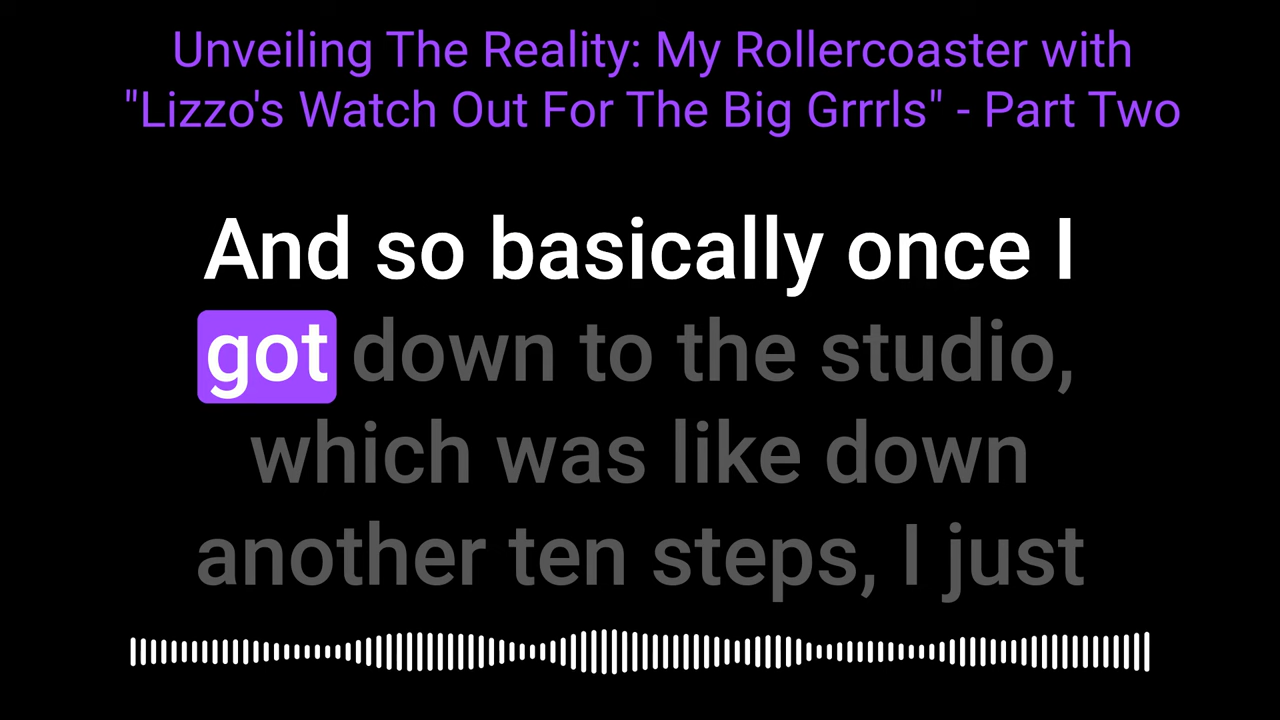 Unveiling The Reality: My Rollercoaster with
"Lizzo's Watch Out For The Big Grrrls" - Part Two
And so basically once I
got down to the studio,
which was like down
another ten steps, I just